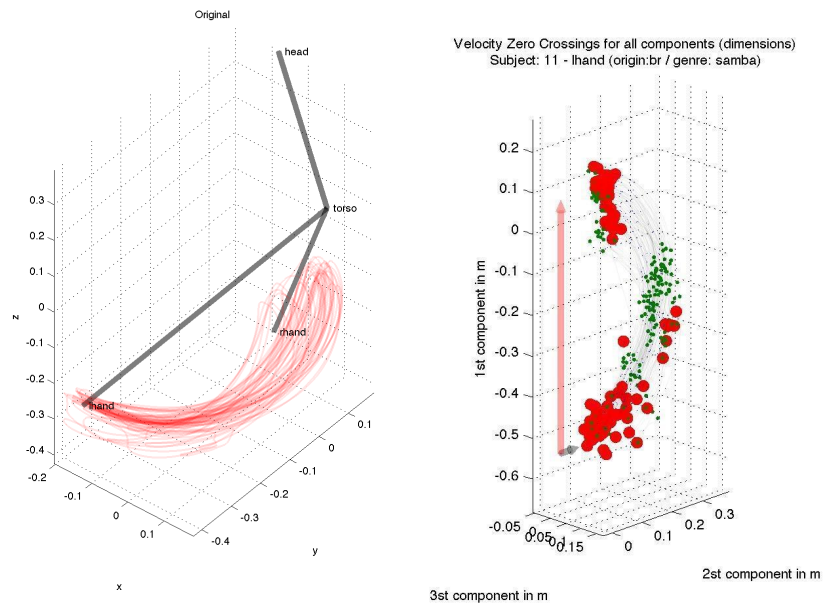 Original
head
torso
rhand
lhand
0.3
0.2
0.1
0
-0.1
-0.2
-0.3
-0.4
z
-0.2
-0.1
0
0.1
x
-0.4
-0.3
-0.2
-0.1
0
0.1
y
Velocity Zero Crossings for all components (dimensions)
Subject: 11 - lhand (origin:br / genre: samba)
0.2
0.1
0
-0.1
-0.2
-0.3
-0.4
-0.5
-0.6
1st component in m
-0.05
0.05
0.1
0.15
0
0.1
0.2
0.3
2st component in m
3st component in m